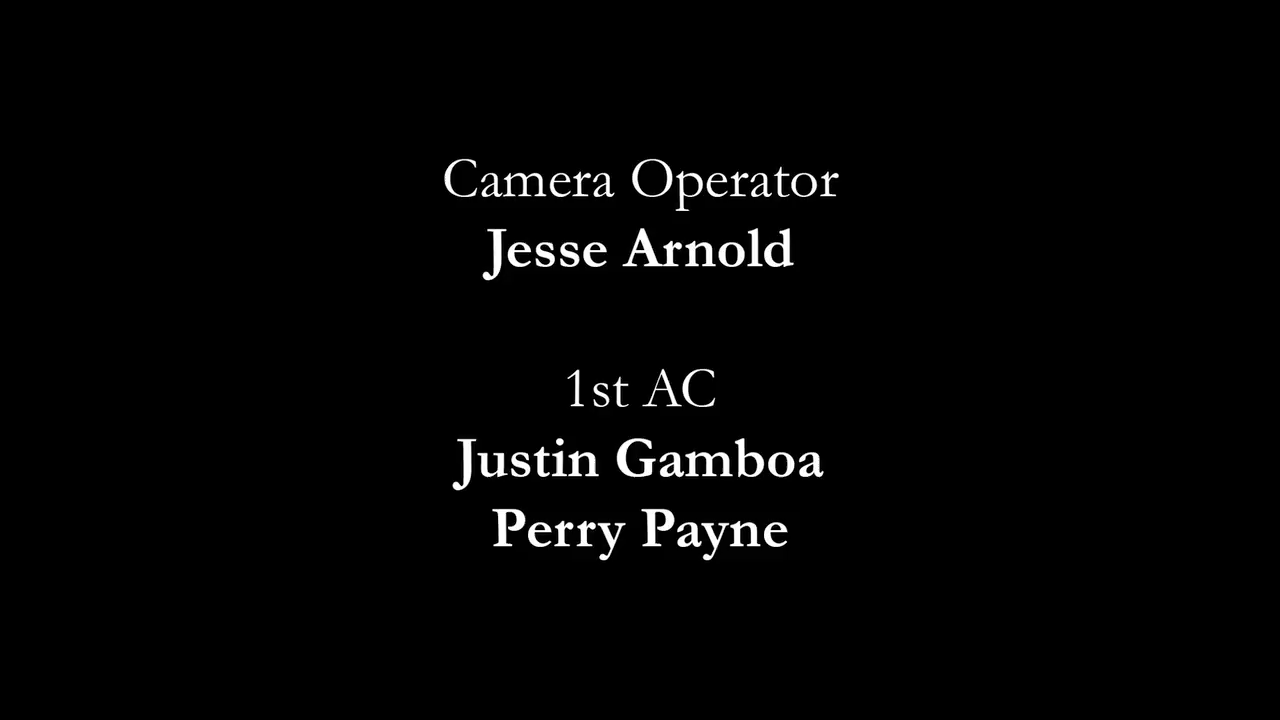 Camera Operator
Jesse Arnold
1st AC
Justin Gamboa
Perry Payne